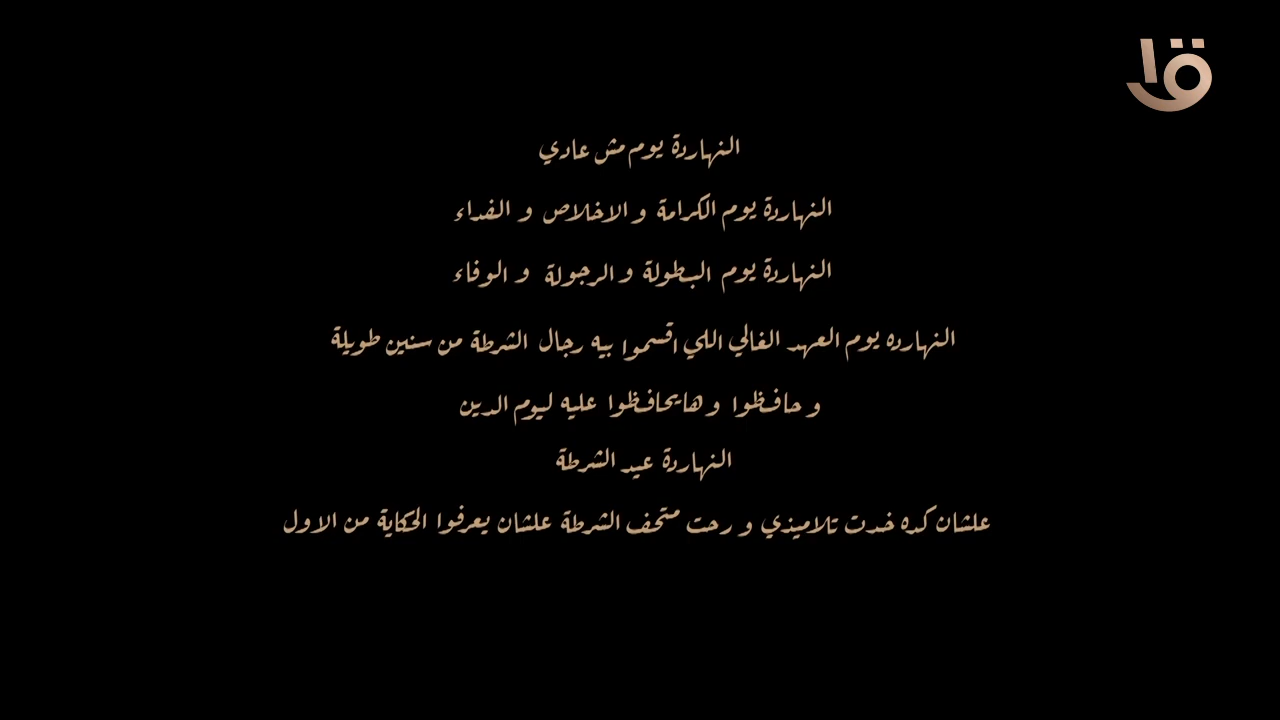 النهاردة يوم مش عادي
النهاردة يوم الكرامة و الاخلاص و الفداء
النهاردة يوم البطولة و الرجولة و الوفاء
النهارده يوم العهد الغالي اللي اقسموا بيه رجال الشرطة من سنين طويلة
و حافظوا و هايحافظوا عليه ليوم الدين
النهاردة عيد الشرطة
علشان كده خدت تلاميذي و رحت متحف الشرطة علشان يعرفوا الحكاية من الاول